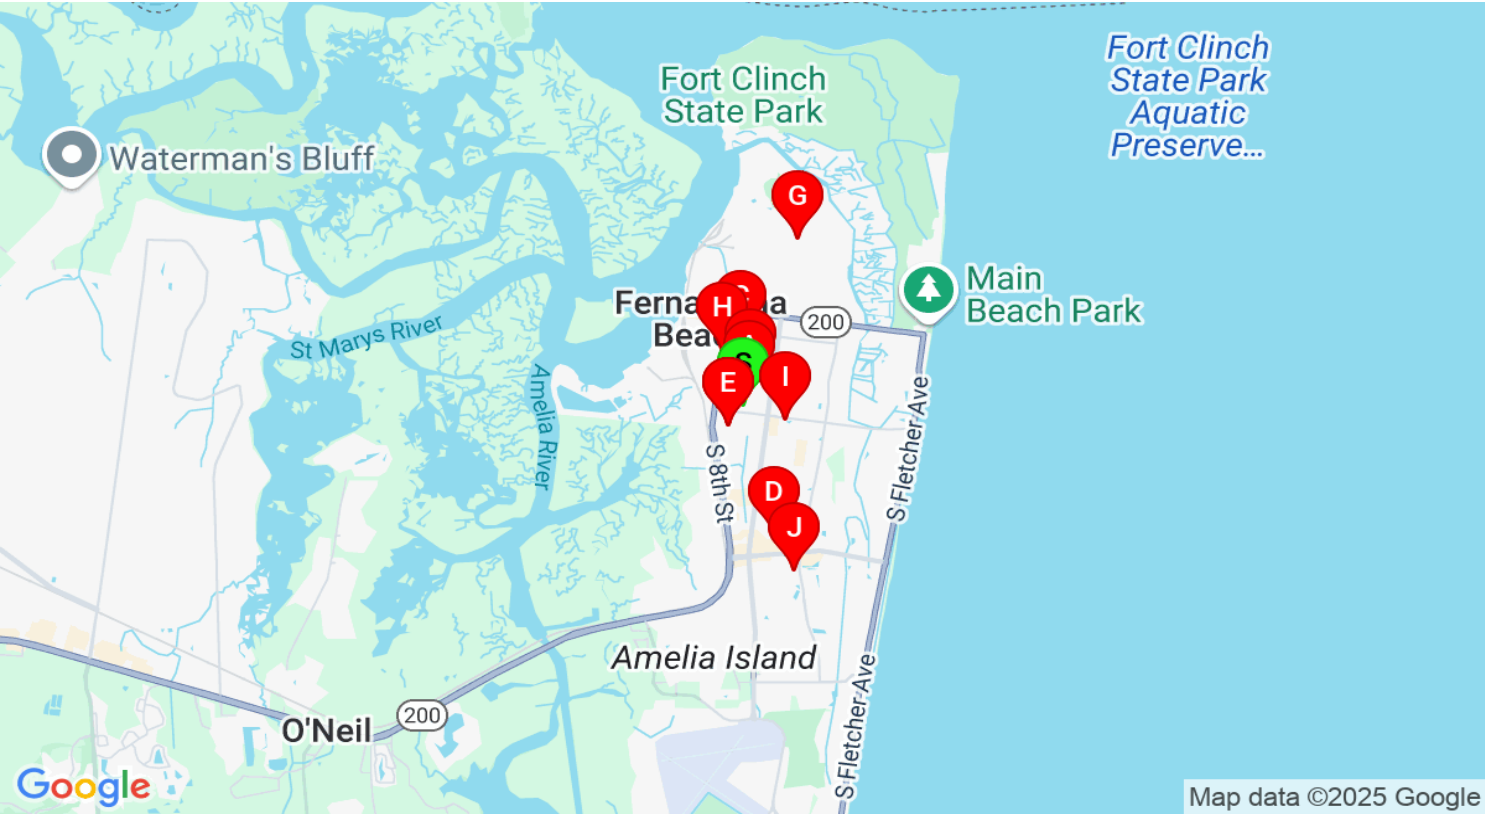 Fort Clinch
State Park
Aquatic
Preserve...
Fort Clinch
State Park
Waterman's Bluff
G
Main
Beach Park
H
200
St Marys River
Amelia River
E
I
S Fletcher Ave
S 8th St
D
J
Amelia Island
S Fletcher Ave
200
O'Neil
Google
Map data ©2025 Google